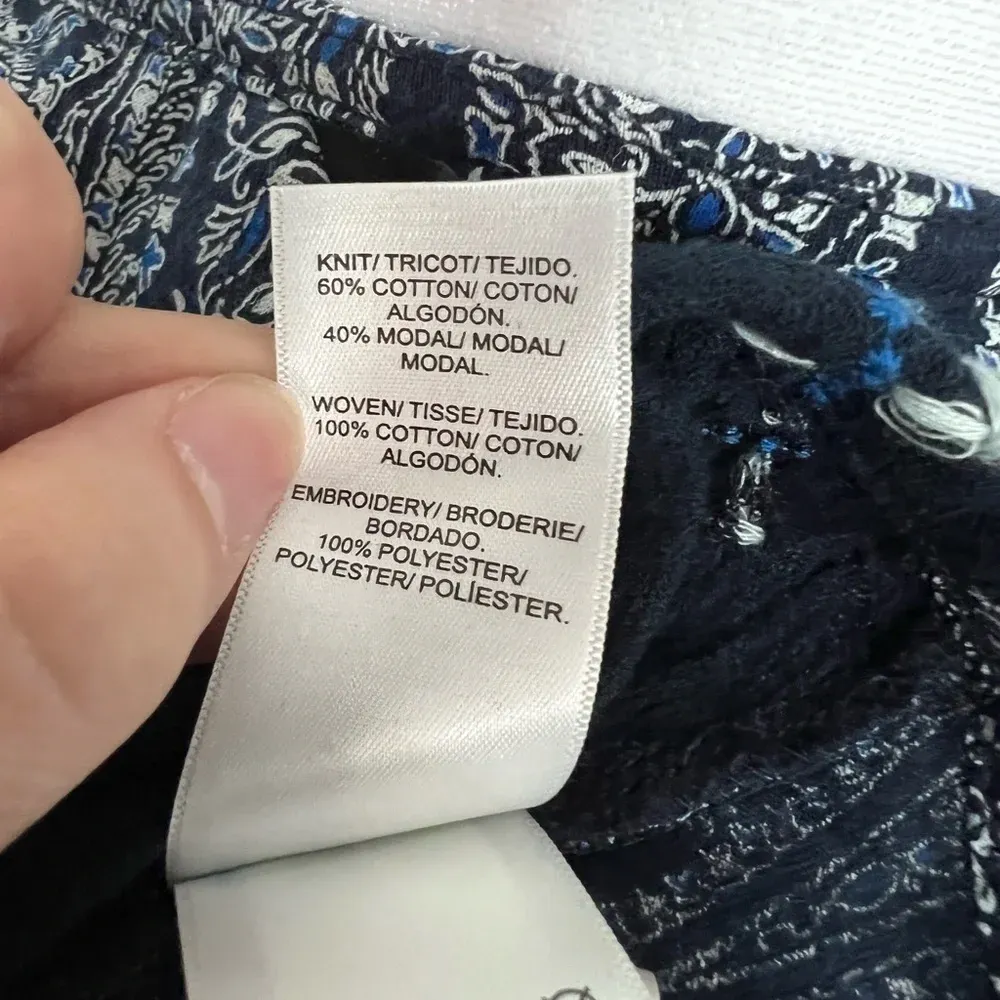 KNIT/ TRICOT/ TEJIDO.
60% COTTON/ COTON/
ALGODÓN.
40% MODAL/ MODAL/
MODAL.
WOVEN/ TISSE/ TEJIDO.
100% COTTON/ COTON/
ALGODÓN.
EMBROIDERY/ BRODERIE/
BORDADO.
100% POLYESTER/
POLYESTER/ POLÍESTER.